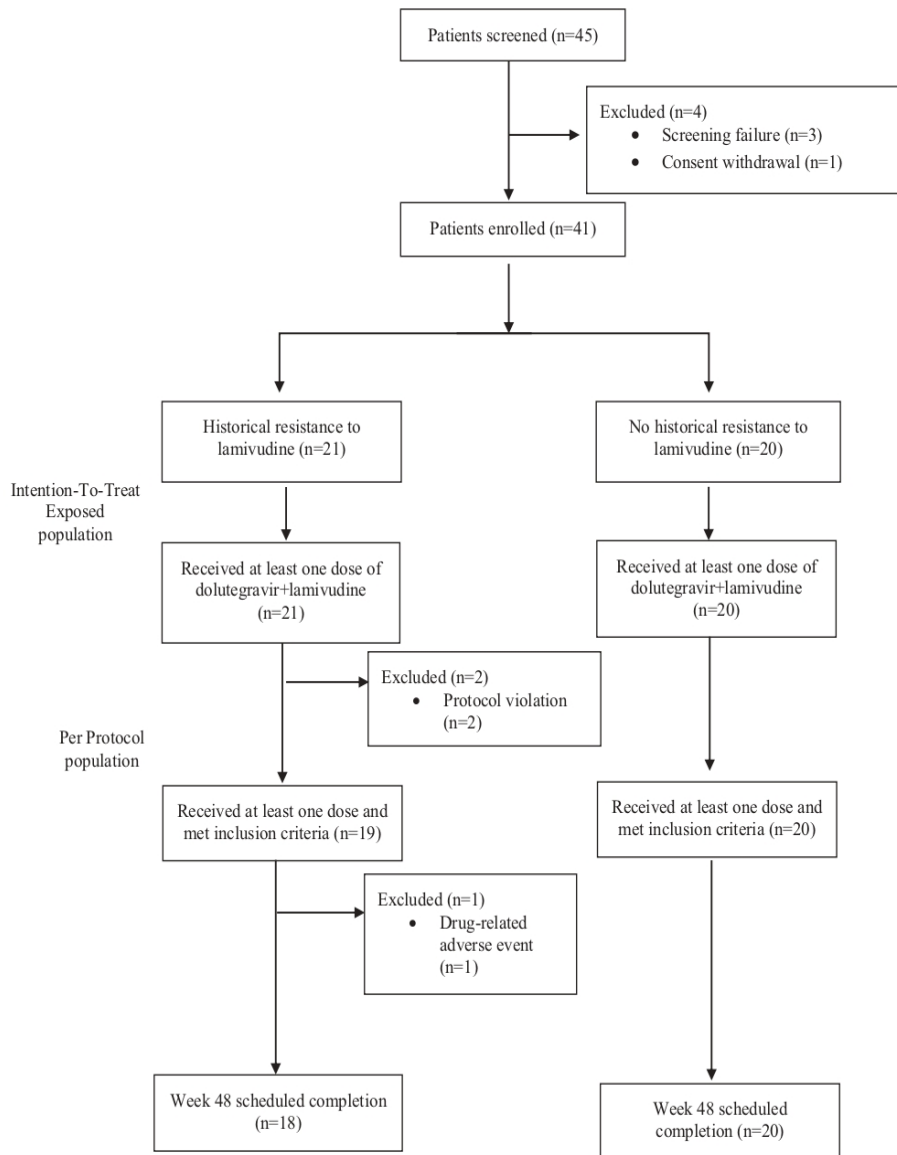 Patients screened (n=45)
Excluded (n=4)
• Screening failure (n=3)
• Consent withdrawal (n=1)
Patients enrolled (n=41)
Historical resistance to
lamivudine (n=21)
No historical resistance to
lamivudine (n=20)
Intention-To-Treat
Exposed
population
Received at least one dose of
dolutegravir+lamivudine
(n=21)
Received at least one dose of
dolutegravir+lamivudine
(n=20)
Excluded (n=2)
• Protocol violation
(n=2)
Per Protocol
population
Received at least one dose and
met inclusion criteria (n=19)
Received at least one dose and
met inclusion criteria (n=20)
Excluded (n=1)
• Drug-related
adverse event
(n=1)
Week 48 scheduled completion
(n=18)
Week 48 scheduled
completion (n=20)